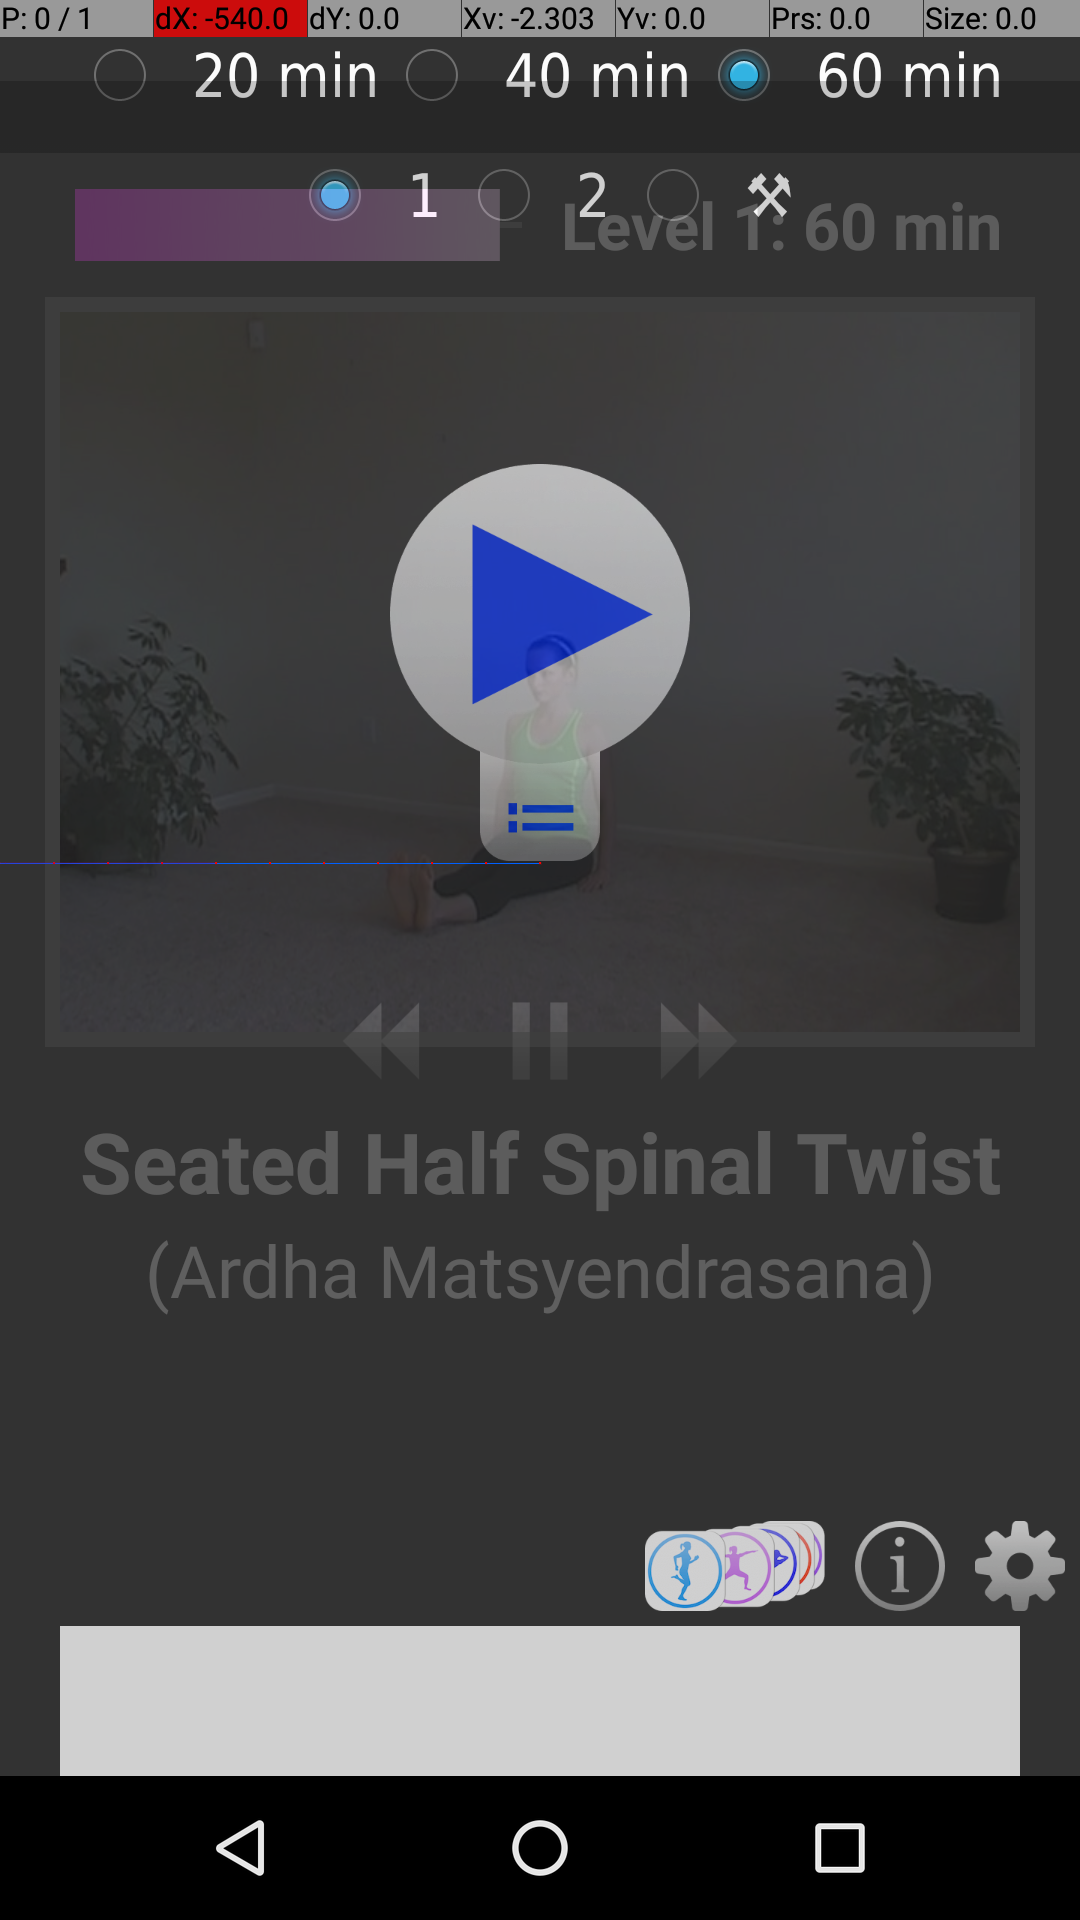 P: 0 / 1 dX: -540.0 dY: 0.0 Xv: -2.303 Yv: 0.0 Prs: 0.0 Size: 0.0
20 min 40 min 60 min
1 2
Level 1: 60 min
Seated Half Spinal Twist
(Ardha Matsyendrasana)
i